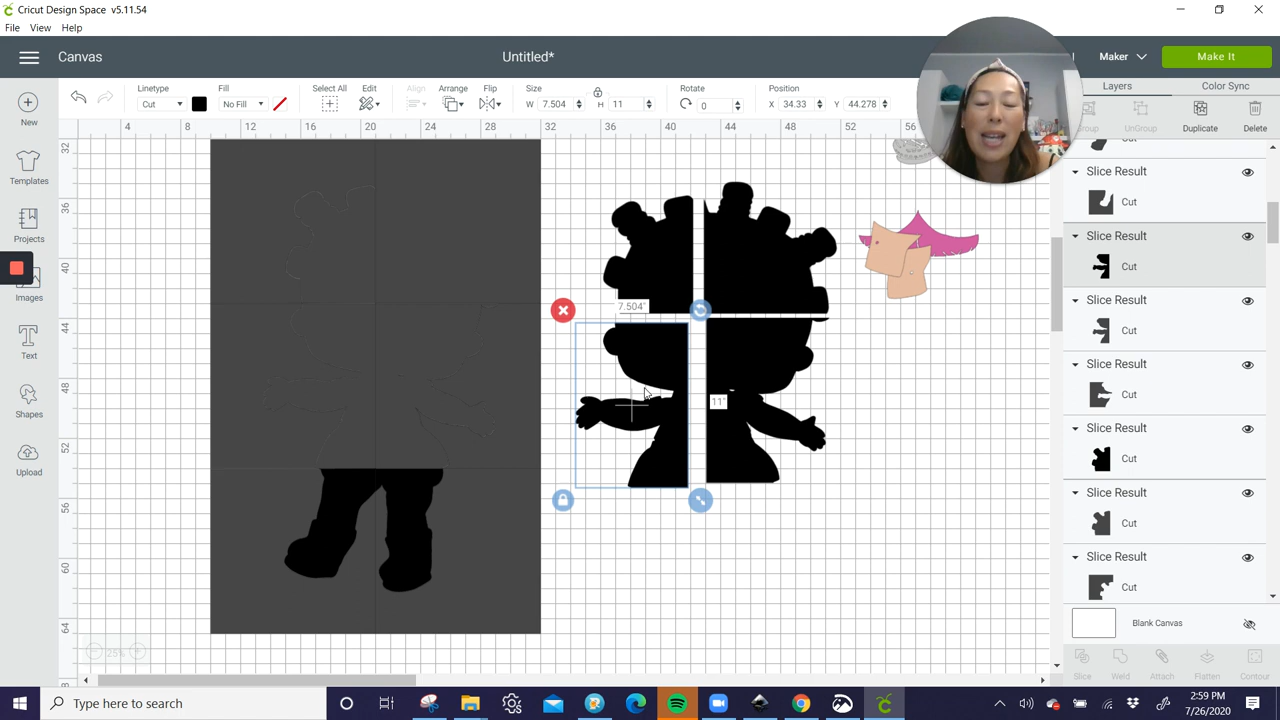 Cricut Design Space v5.11.54
File View Help
Canvas
Untitled*
Maker
Make It
New
Templates
Projects
Images
Text
Shapes
Upload
Linetype
Cut
Fill
No Fill
Select All
Edit
Align
Arrange
Flip
Size
W 7.504
H 11
Rotate
0
Position
X 34.33
Y 44.278
4 8 12 16 20 24 28 32 36 40 44 48 52 56
32
36
40
44
48
52
56
60
64
7.504"
11"
25%
Layers
Color Sync
Group
UnGroup
Duplicate
Delete
Cut
Slice Result
Cut
Slice Result
Cut
Slice Result
Cut
Slice Result
Cut
Slice Result
Cut
Slice Result
Cut
Slice Result
Cut
Blank Canvas
Slice
Weld
Attach
Flatten
Contour
Type here to search
2:59 PM
7/26/2020